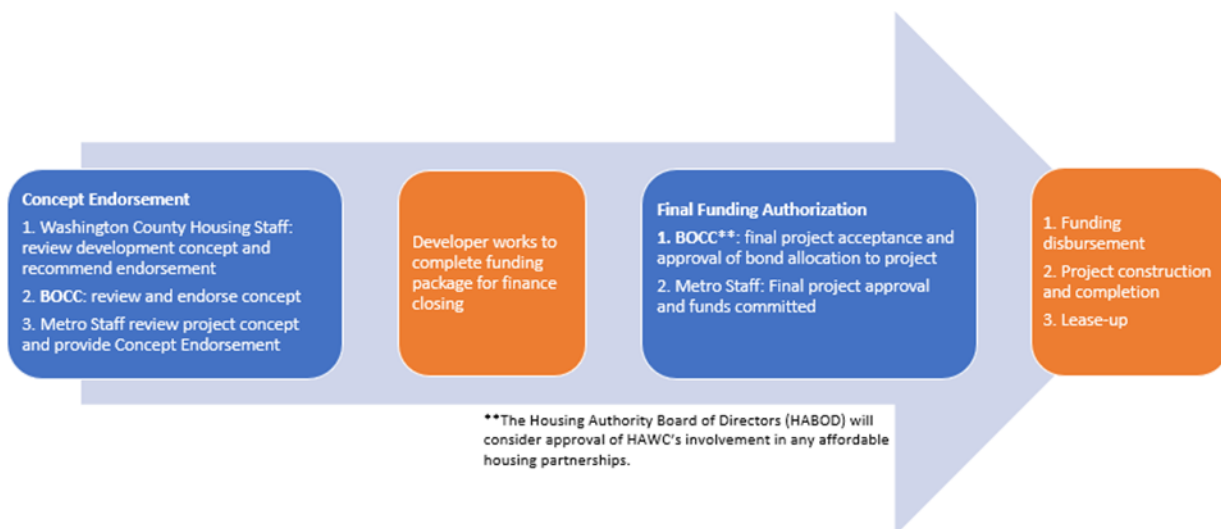 Concept Endorsement
1. Washington County Housing Staff:
review development concept and
recommend endorsement
2. BOCC: review and endorse concept
3. Metro Staff review project concept
and provide Concept Endorsement
Developer works to
complete funding
package for finance
closing
Final Funding Authorization
1. BOCC**: final project acceptance and
approval of bond allocation to project
2. Metro Staff: Final project approval
and funds committed
1. Funding
disbursement
2. Project construction
and completion
3. Lease-up
**The Housing Authority Board of Directors (HABOD) will
consider approval of HAWC's involvement in any affordable
housing partnerships.